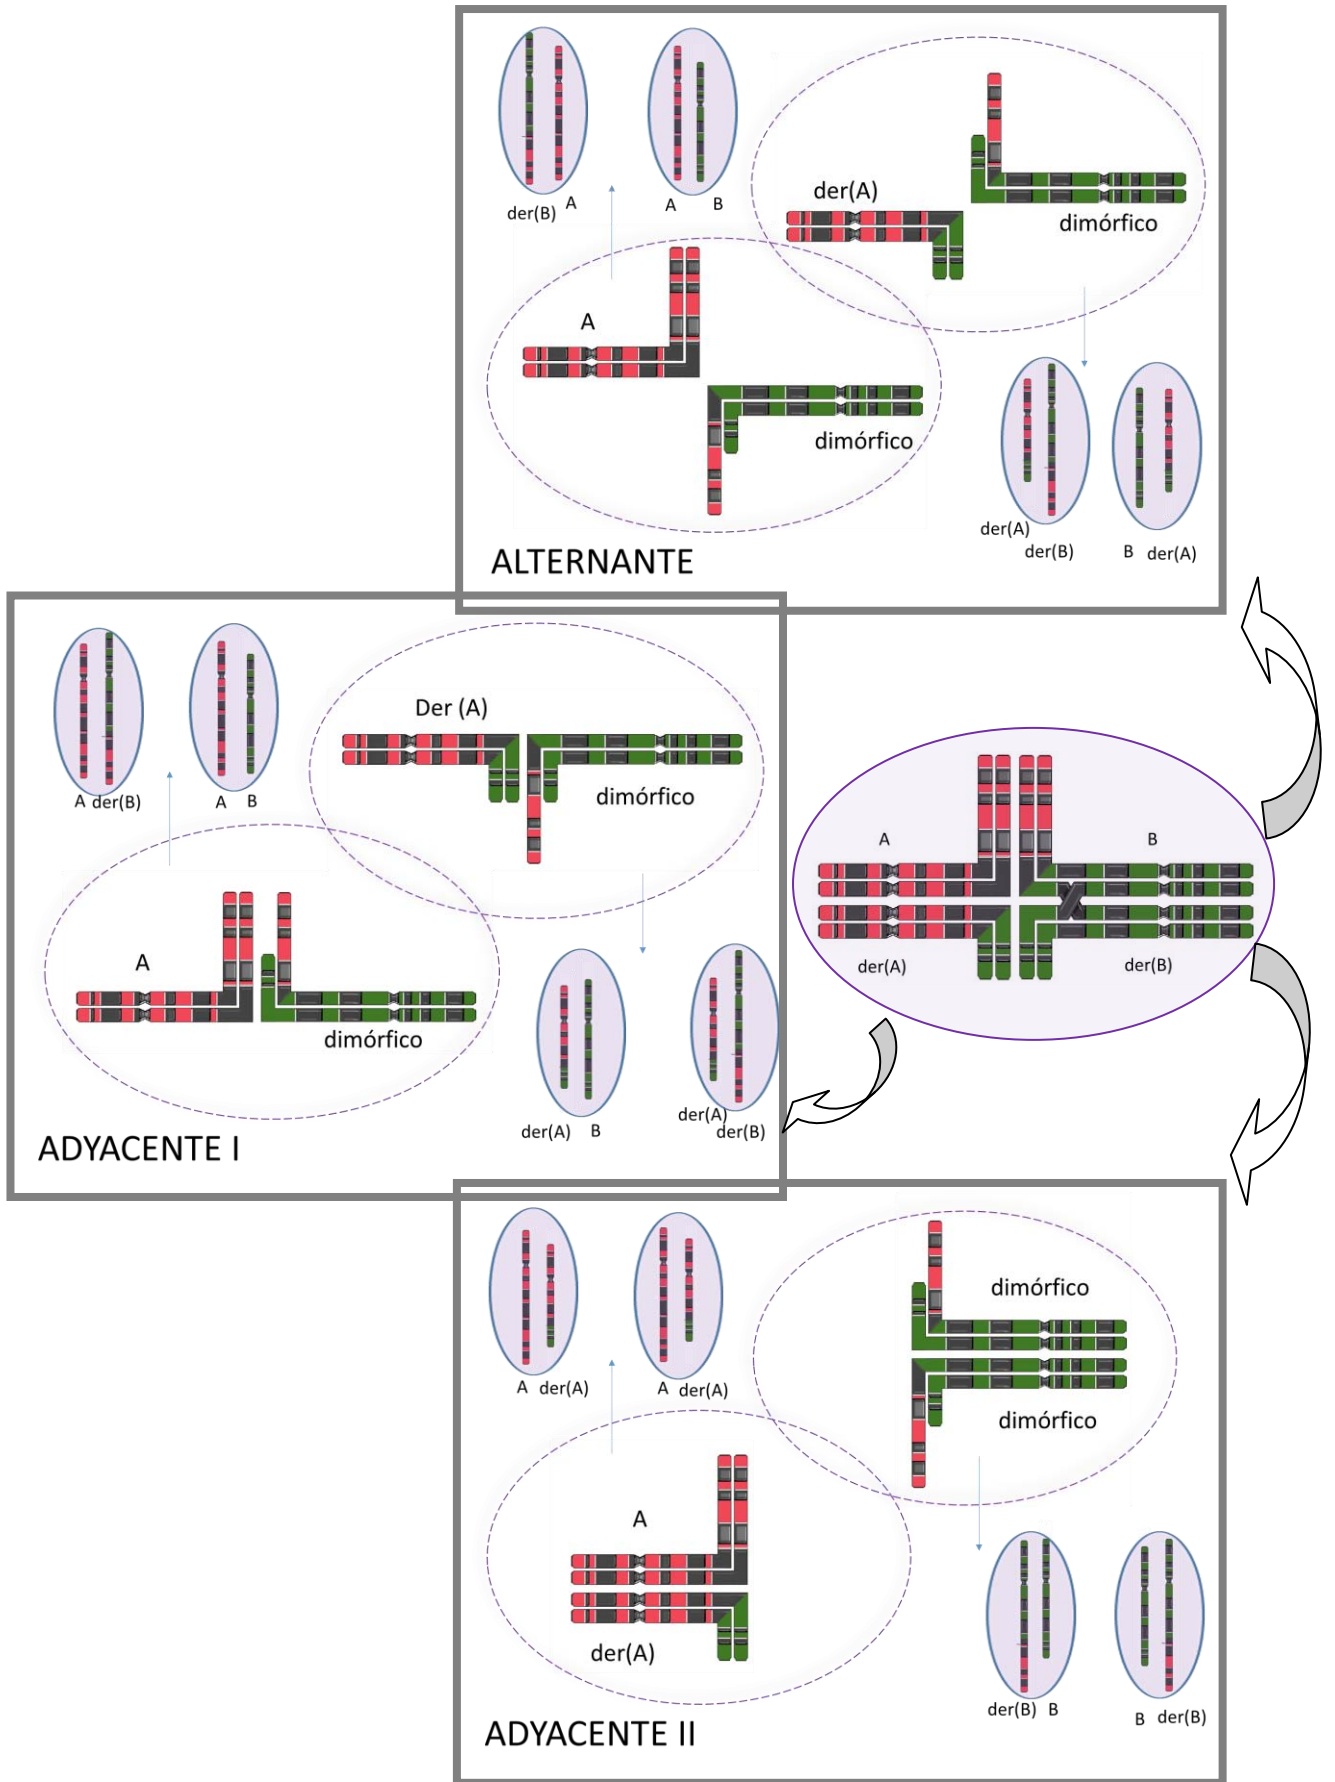 der(B) A
A B
der(A)
dimórfico
A
dimórfico
der(A)
der(B)
B der(A)
ALTERNANTE
A der(B)
A B
Der (A)
dimórfico
A
dimórfico
der(A) B
der(A)
der(B)
ADYACENTE I
A
B
der(A)
der(B)
A der(A)
A der(A)
dimórfico
dimórfico
A
der(A)
der(B) B
B der(B)
ADYACENTE II